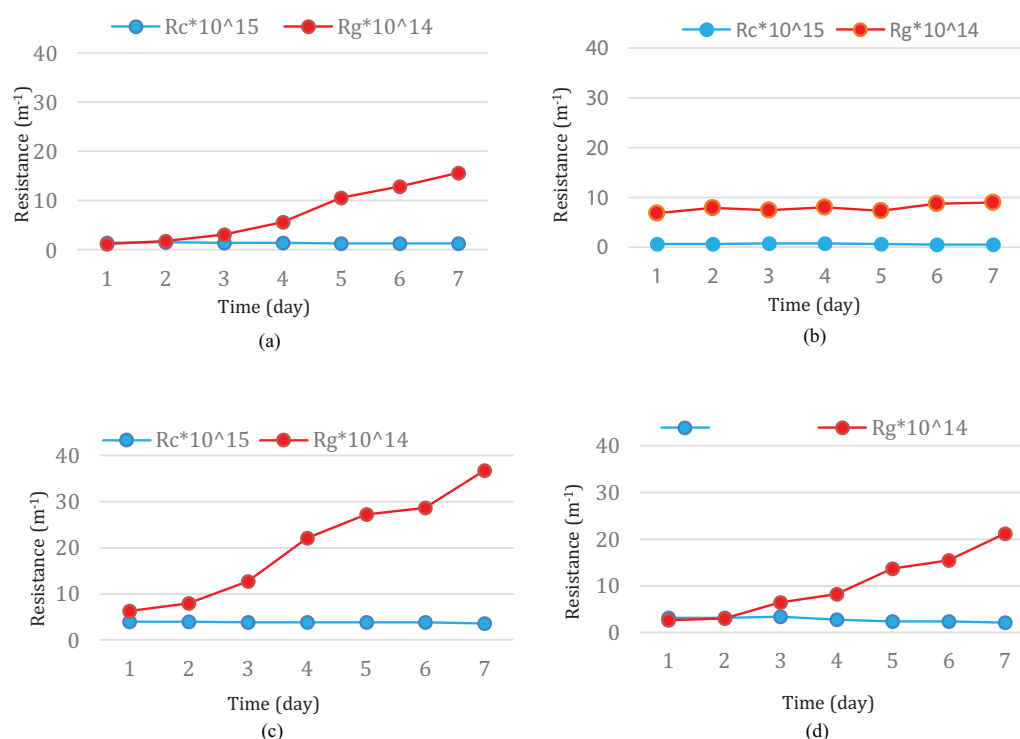 (a)
Rc*10^15 Rg*10^14
40
30
20
10
0
Resistance (m⁻¹)
1 2 3 4 5 6 7
Time (day)
(b)
Rc*10^15 Rg*10^14
40
30
20
10
0
Resistance (m⁻¹)
1 2 3 4 5 6 7
Time (day)
(a)
(b)
Rc*10^15 Rg*10^14
40
30
20
10
0
Resistance (m⁻¹)
1 2 3 4 5 6 7
Time (day)
(c)
Rg*10^14
40
30
20
10
0
Resistance (m⁻¹)
1 2 3 4 5 6 7
Time (day)
(d)